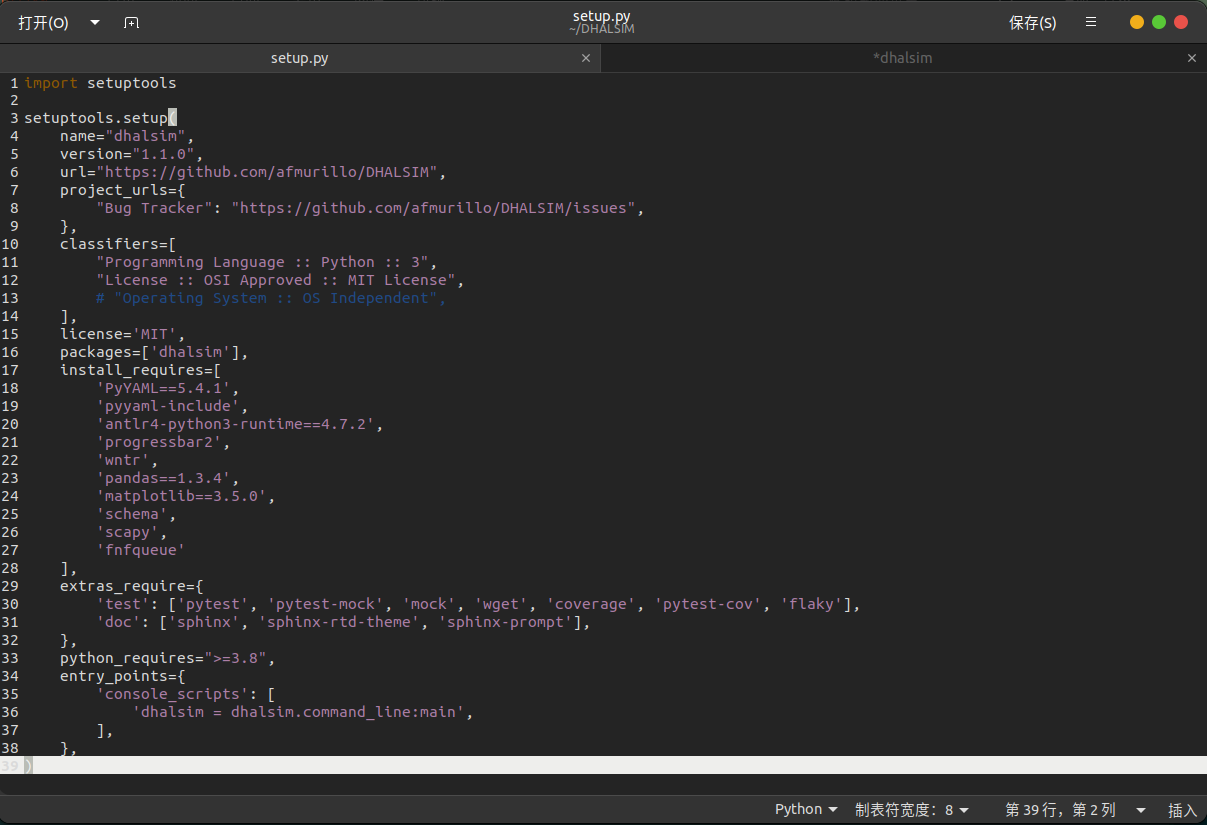 打开(O)
setup.py
~/DHALSIM
保存(S)
setup.py
*dhalsim
1 import setuptools
2
3 setuptools.setup(
4     name="dhalsim",
5     version="1.1.0",
6     url="https://github.com/afmurillo/DHALSIM",
7     project_urls={
8         "Bug Tracker": "https://github.com/afmurillo/DHALSIM/issues",
9     },
10     classifiers=[
11         "Programming Language :: Python :: 3",
12         "License :: OSI Approved :: MIT License",
13         # "Operating System :: OS Independent",
14     ],
15     license='MIT',
16     packages=['dhalsim'],
17     install_requires=[
18         'PyYAML==5.4.1',
19         'pyyaml-include',
20         'antlr4-python3-runtime==4.7.2',
21         'progressbar2',
22         'wntr',
23         'pandas==1.3.4',
24         'matplotlib==3.5.0',
25         'schema',
26         'scapy',
27         'fnfqueue'
28     ],
29     extras_require={
30         'test': ['pytest', 'pytest-mock', 'mock', 'wget', 'coverage', 'pytest-cov', 'flaky'],
31         'doc': ['sphinx', 'sphinx-rtd-theme', 'sphinx-prompt'],
32     },
33     python_requires=">=3.8",
34     entry_points={
35         'console_scripts': [
36             'dhalsim = dhalsim.command_line:main',
37         ],
38     },
39 )
Python
制表符宽度：8
第 39 行，第 2 列
插入